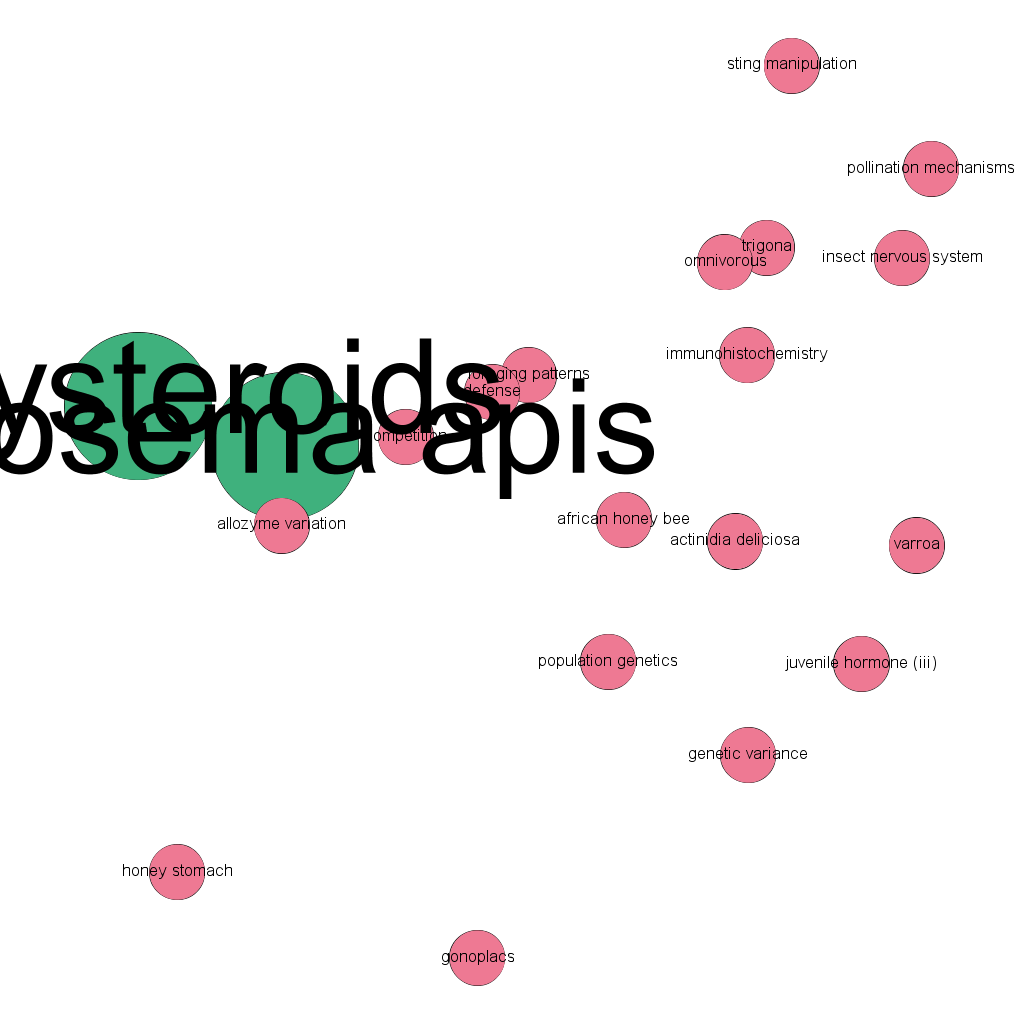 sting manipulation
pollination mechanisms
trigona
omnivorous
insect nervous system
immunohistochemistry
ysteroids
patterns
defense
osema apis
competition
allozyme variation
african honey bee
actinidia deliciosa
varroa
population genetics
juvenile hormone (iii)
genetic variance
honey stomach
gonoplacs